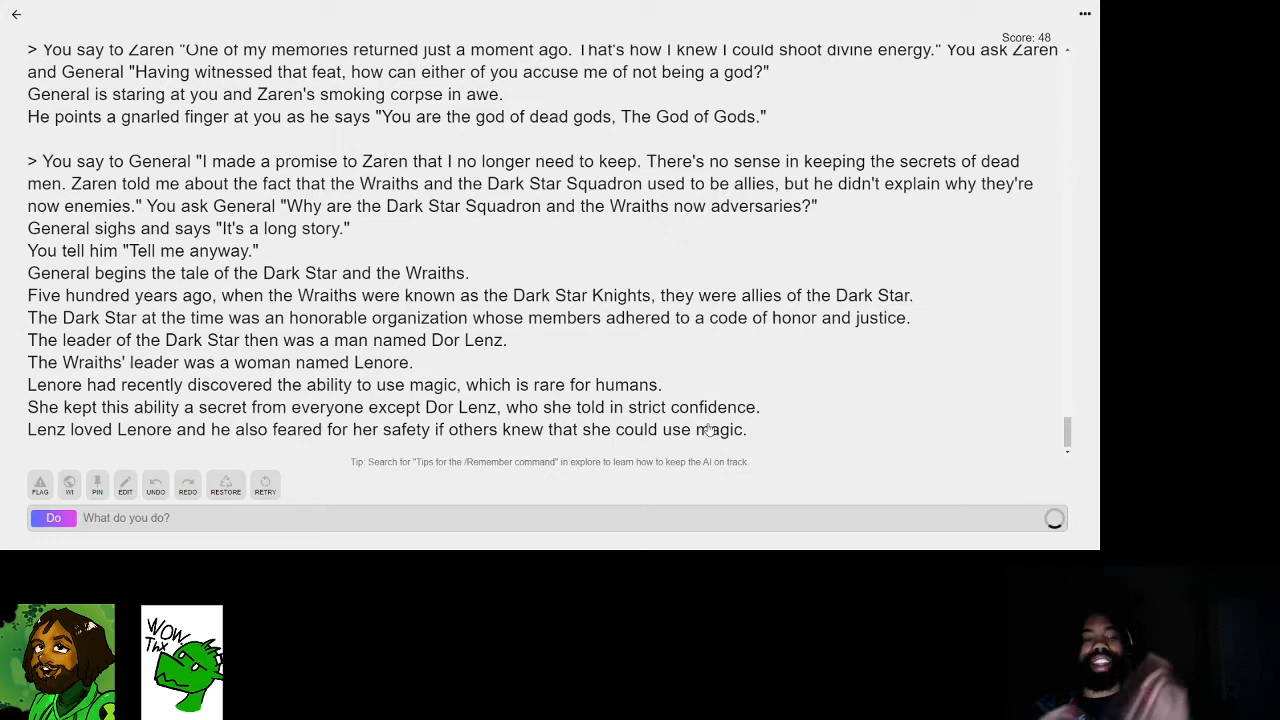 Score: 48
> You say to Zaren "One of my memories returned just a moment ago. That's how I knew I could shoot divine energy." You ask Zaren
and General "Having witnessed that feat, how can either of you accuse me of not being a god?"
General is staring at you and Zaren's smoking corpse in awe.
He points a gnarled finger at you as he says "You are the god of dead gods, The God of Gods."
> You say to General "I made a promise to Zaren that I no longer need to keep. There's no sense in keeping the secrets of dead
men. Zaren told me about the fact that the Wraiths and the Dark Star Squadron used to be allies, but he didn't explain why they're
now enemies." You ask General "Why are the Dark Star Squadron and the Wraiths now adversaries?"
General sighs and says "It's a long story."
You tell him "Tell me anyway."
General begins the tale of the Dark Star and the Wraiths.
Five hundred years ago, when the Wraiths were known as the Dark Star Knights, they were allies of the Dark Star.
The Dark Star at the time was an honorable organization whose members adhered to a code of honor and justice.
The leader of the Dark Star then was a man named Dor Lenz.
The Wraiths' leader was a woman named Lenore.
Lenore had recently discovered the ability to use magic, which is rare for humans.
She kept this ability a secret from everyone except Dor Lenz, who she told in strict confidence.
Lenz loved Lenore and he also feared for her safety if others knew that she could use magic.
Tip: Search for "Tips for the /Remember command" in explore to learn how to keep the AI on track
FLAG WI PIN EDIT UNDO REDO RESTORE RETRY
Do What do you do?
WOW
Thx